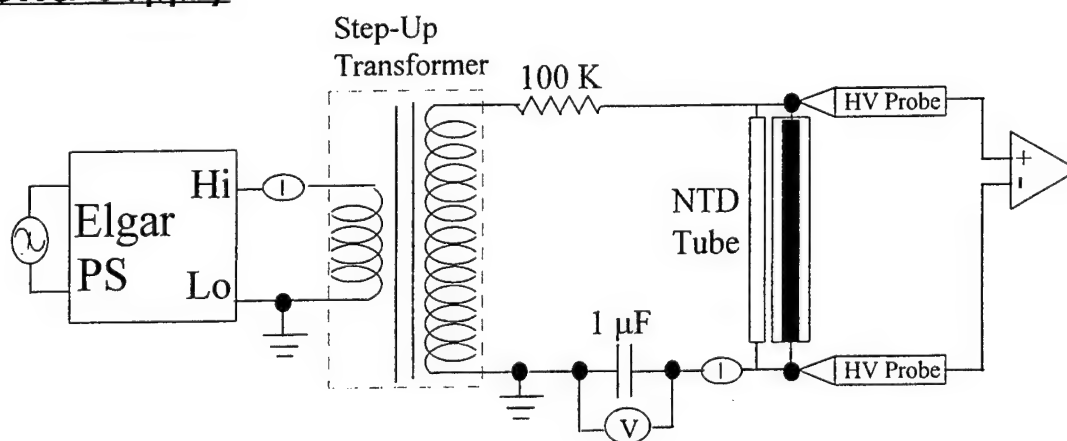 Step-Up
Transformer
100 K
HV Probe
Hi
I
Elgar
PS
Lo
NTD
Tube
+
-
1 μF
I
V
HV Probe